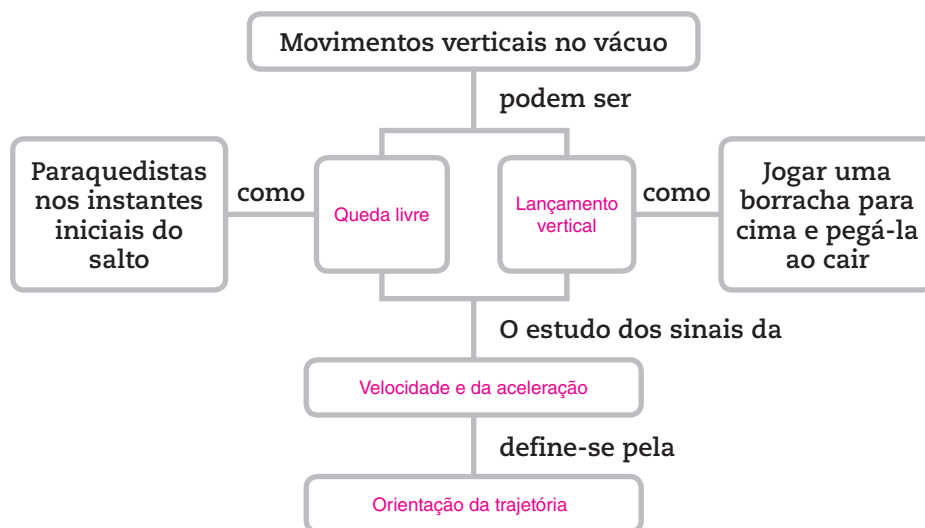 Movimentos verticais no vácuo
podem ser
Paraquedistas
nos instantes
iniciais do
salto
como
Queda livre
Lançamento
vertical
como
Jogar uma
borracha para
cima e pegá-la
ao cair
O estudo dos sinais da
Velocidade e da aceleração
define-se pela
Orientação da trajetória